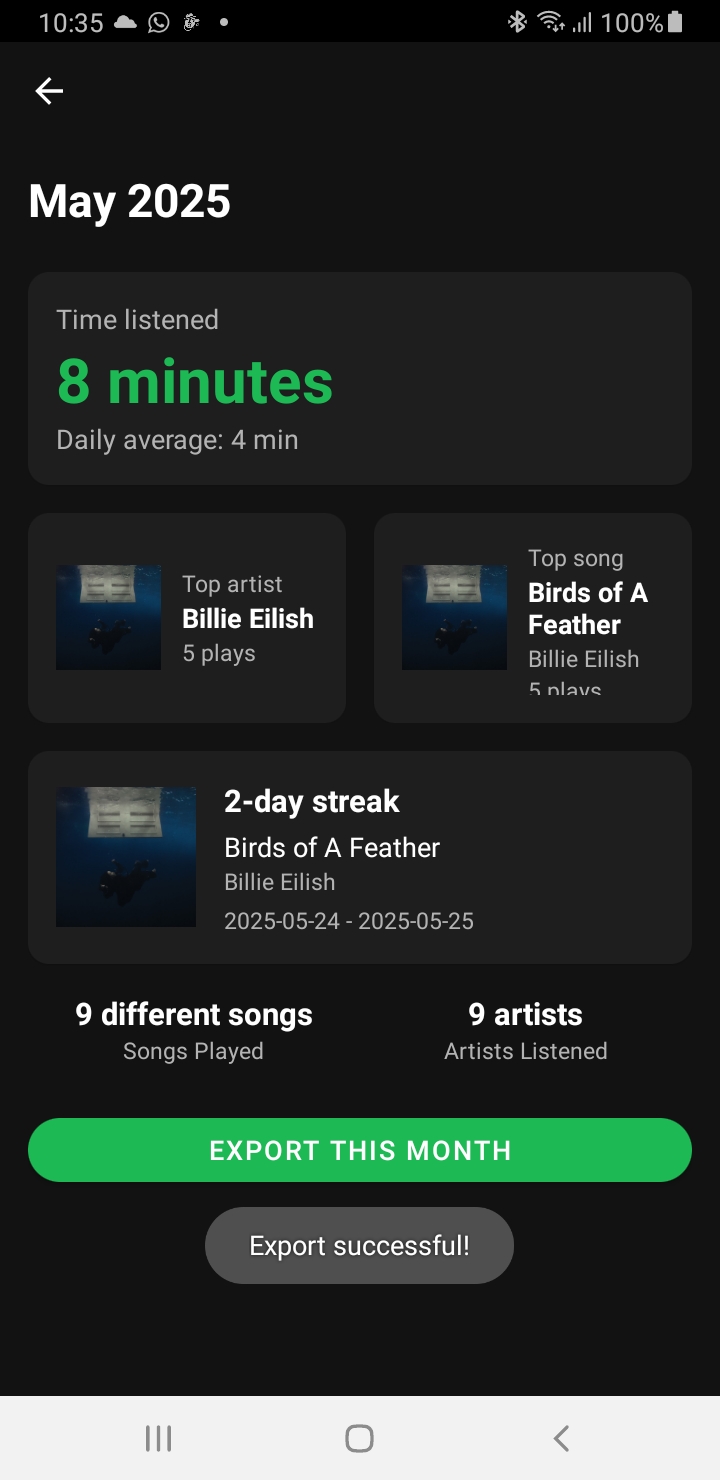 10:35
100%
May 2025
Time listened
8 minutes
Daily average: 4 min
Top artist
Billie Eilish
5 plays
Top song
Birds of A
Feather
Billie Eilish
5 plays
2-day streak
Birds of A Feather
Billie Eilish
2025-05-24 - 2025-05-25
9 different songs
Songs Played
9 artists
Artists Listened
EXPORT THIS MONTH
Export successful!